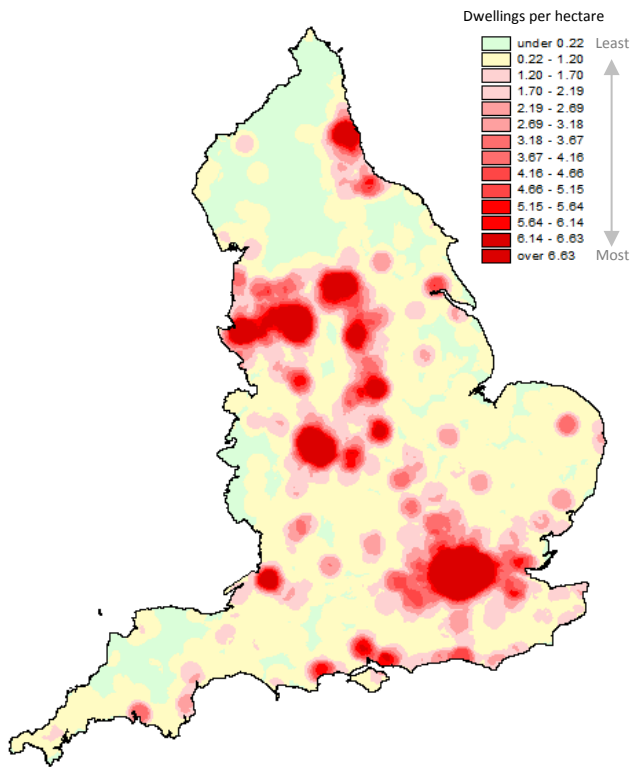 Dwellings per hectare
under 0.22 Least
0.22 - 1.20
1.20 - 1.70
1.70 - 2.19
2.19 - 2.69
2.69 - 3.18
3.18 - 3.67
3.67 - 4.16
4.16 - 4.66
4.66 - 5.15
5.15 - 5.64
5.64 - 6.14
6.14 - 6.63
over 6.63 Most